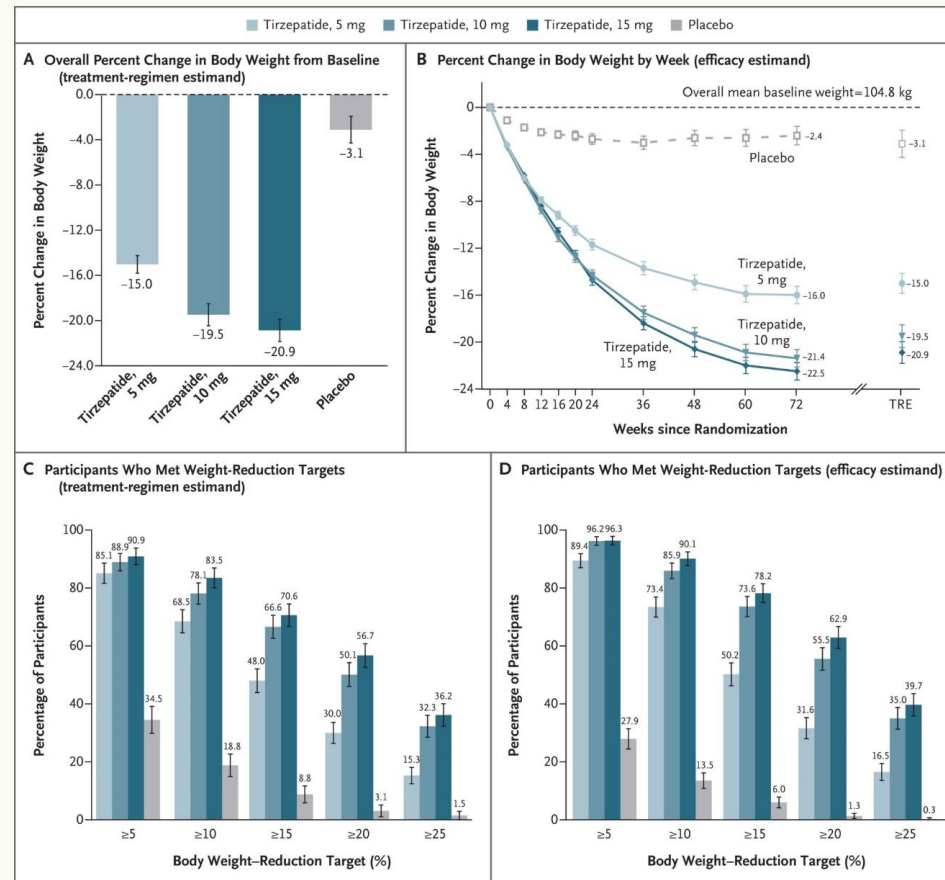 Tirzepatide, 5 mg Tirzepatide, 10 mg Tirzepatide, 15 mg Placebo
A Overall Percent Change in Body Weight from Baseline
(treatment-regimen estimand)
Percent Change in Body Weight
0.0
−4.0
−8.0
−12.0
−16.0
−20.0
−24.0
−15.0
−19.5
−20.9
−3.1
Tirzepatide,
5 mg
Tirzepatide,
10 mg
Tirzepatide,
15 mg
Placebo
B Percent Change in Body Weight by Week (efficacy estimand)
Overall mean baseline weight=104.8 kg
Percent Change in Body Weight
0
−4
−8
−12
−16
−20
−24
Placebo
−2.4
−3.1
Tirzepatide,
5 mg
−16.0
−15.0
Tirzepatide,
10 mg
−21.4
−19.5
Tirzepatide,
15 mg
−22.5
−20.9
0 4 8 12 16 20 24 36 48 60 72 TRE
Weeks since Randomization
C Participants Who Met Weight-Reduction Targets
(treatment-regimen estimand)
Percentage of Participants
100
80
60
40
20
0
85.1 88.9 90.9 34.5
68.5 78.1 83.5 18.8
48.0 66.6 70.6 8.8
30.0 50.1 56.7 3.1
15.3 32.3 36.2 1.5
≥5 ≥10 ≥15 ≥20 ≥25
Body Weight–Reduction Target (%)
D Participants Who Met Weight-Reduction Targets (efficacy estimand)
Percentage of Participants
100
80
60
40
20
0
89.4 96.2 96.3 27.9
73.4 85.9 90.1 13.5
50.2 73.6 78.2 6.0
31.6 55.5 62.9 1.3
16.5 35.0 39.7 0.3
≥5 ≥10 ≥15 ≥20 ≥25
Body Weight–Reduction Target (%)